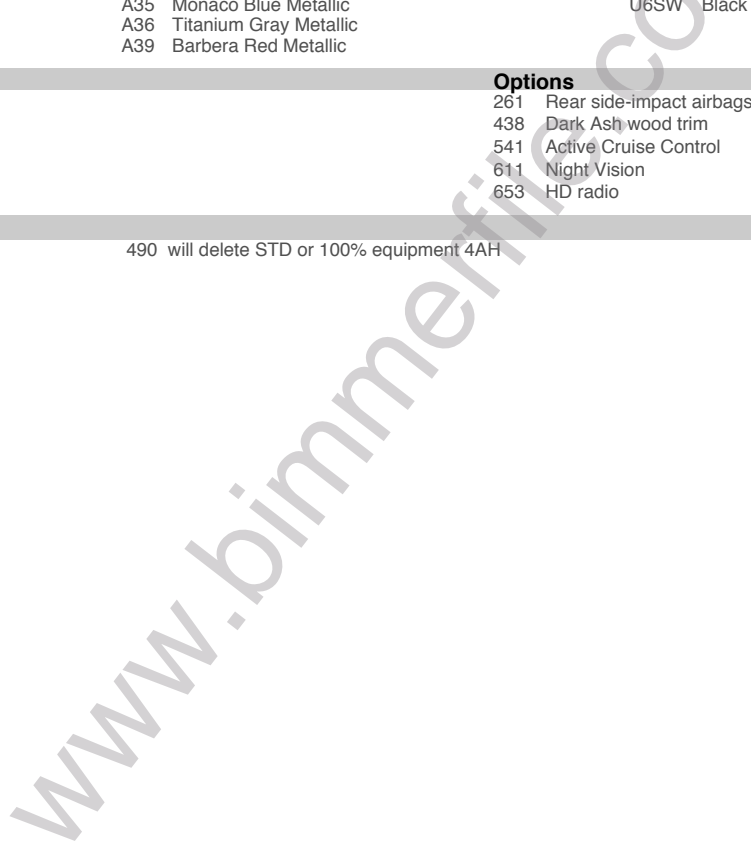 A35 Monaco Blue Metallic
A36 Titanium Gray Metallic
A39 Barbera Red Metallic
U6SW Black
Options
261 Rear side-impact airbags
438 Dark Ash wood trim
541 Active Cruise Control
611 Night Vision
653 HD radio
490 will delete STD or 100% equipment 4AH
www.bimmerfile.co